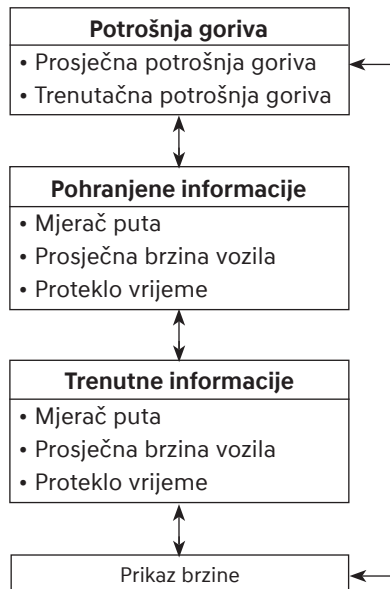 Potrošnja goriva
• Prosječna potrošnja goriva
• Trenutačna potrošnja goriva
Pohranjene informacije
• Mjerač puta
• Prosječna brzina vozila
• Proteklo vrijeme
Trenutne informacije
• Mjerač puta
• Prosječna brzina vozila
• Proteklo vrijeme
Prikaz brzine